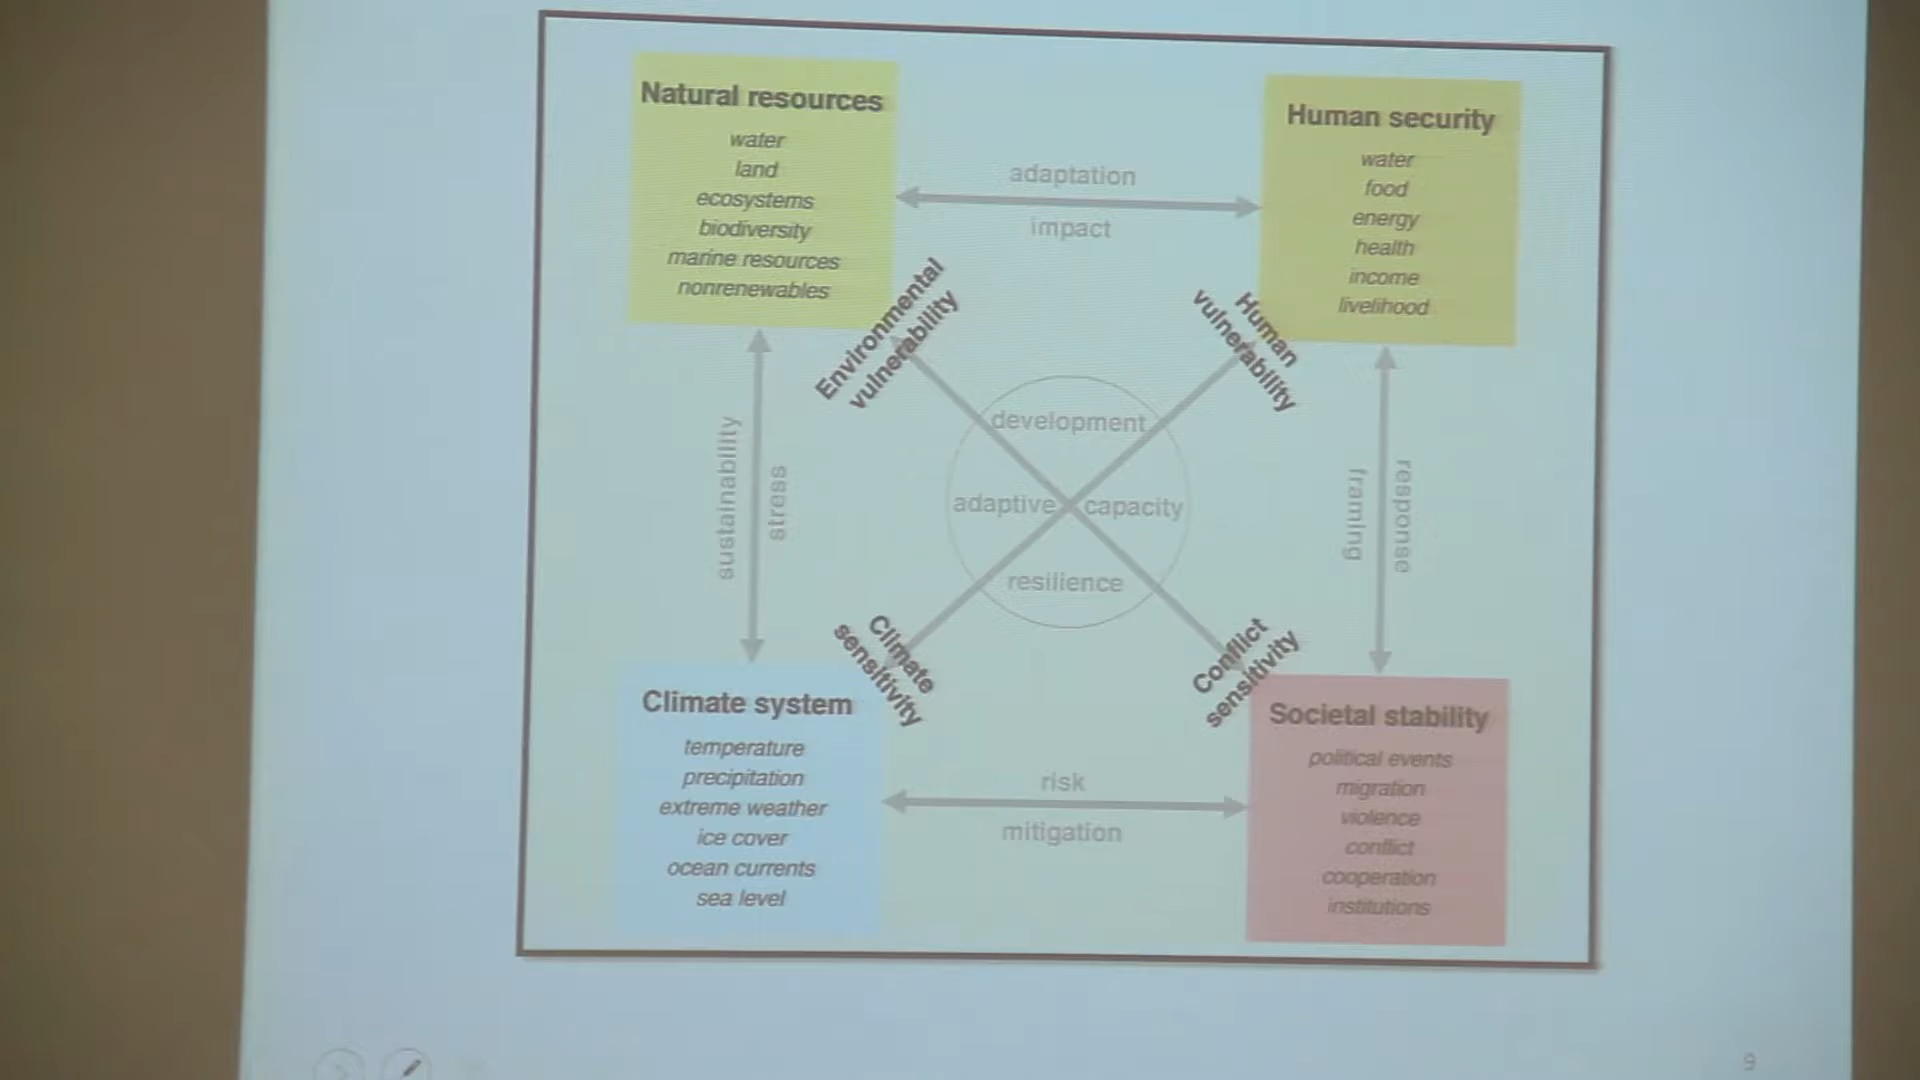 Natural resources
water
land
ecosystems
biodiversity
marine resources
nonrenewables
adaptation
impact
Human security
water
food
energy
health
income
livelihood
Environmental
vulnerability
Human
vulnerability
sustainability
stress
development
adaptive capacity
resilience
framing
response
Climate
sensitivity
Conflict
sensitivity
Climate system
temperature
precipitation
extreme weather
ice cover
ocean currents
sea level
risk
mitigation
Societal stability
political events
migration
violence
conflict
cooperation
institutions
9